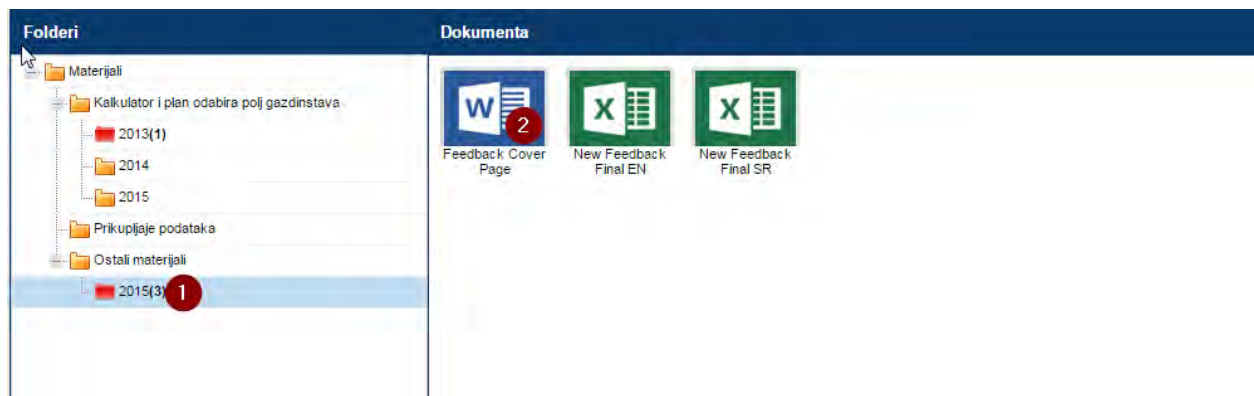 Folderi
Dokumenta
Materijali
Kalkulator i plan odabira polj gazdinstava
2013(1)
2014
2015
Prikupljaje podataka
Ostali materijali
2015(3)
1
W
2
X
X
Feedback Cover
Page
New Feedback
Final EN
New Feedback
Final SR